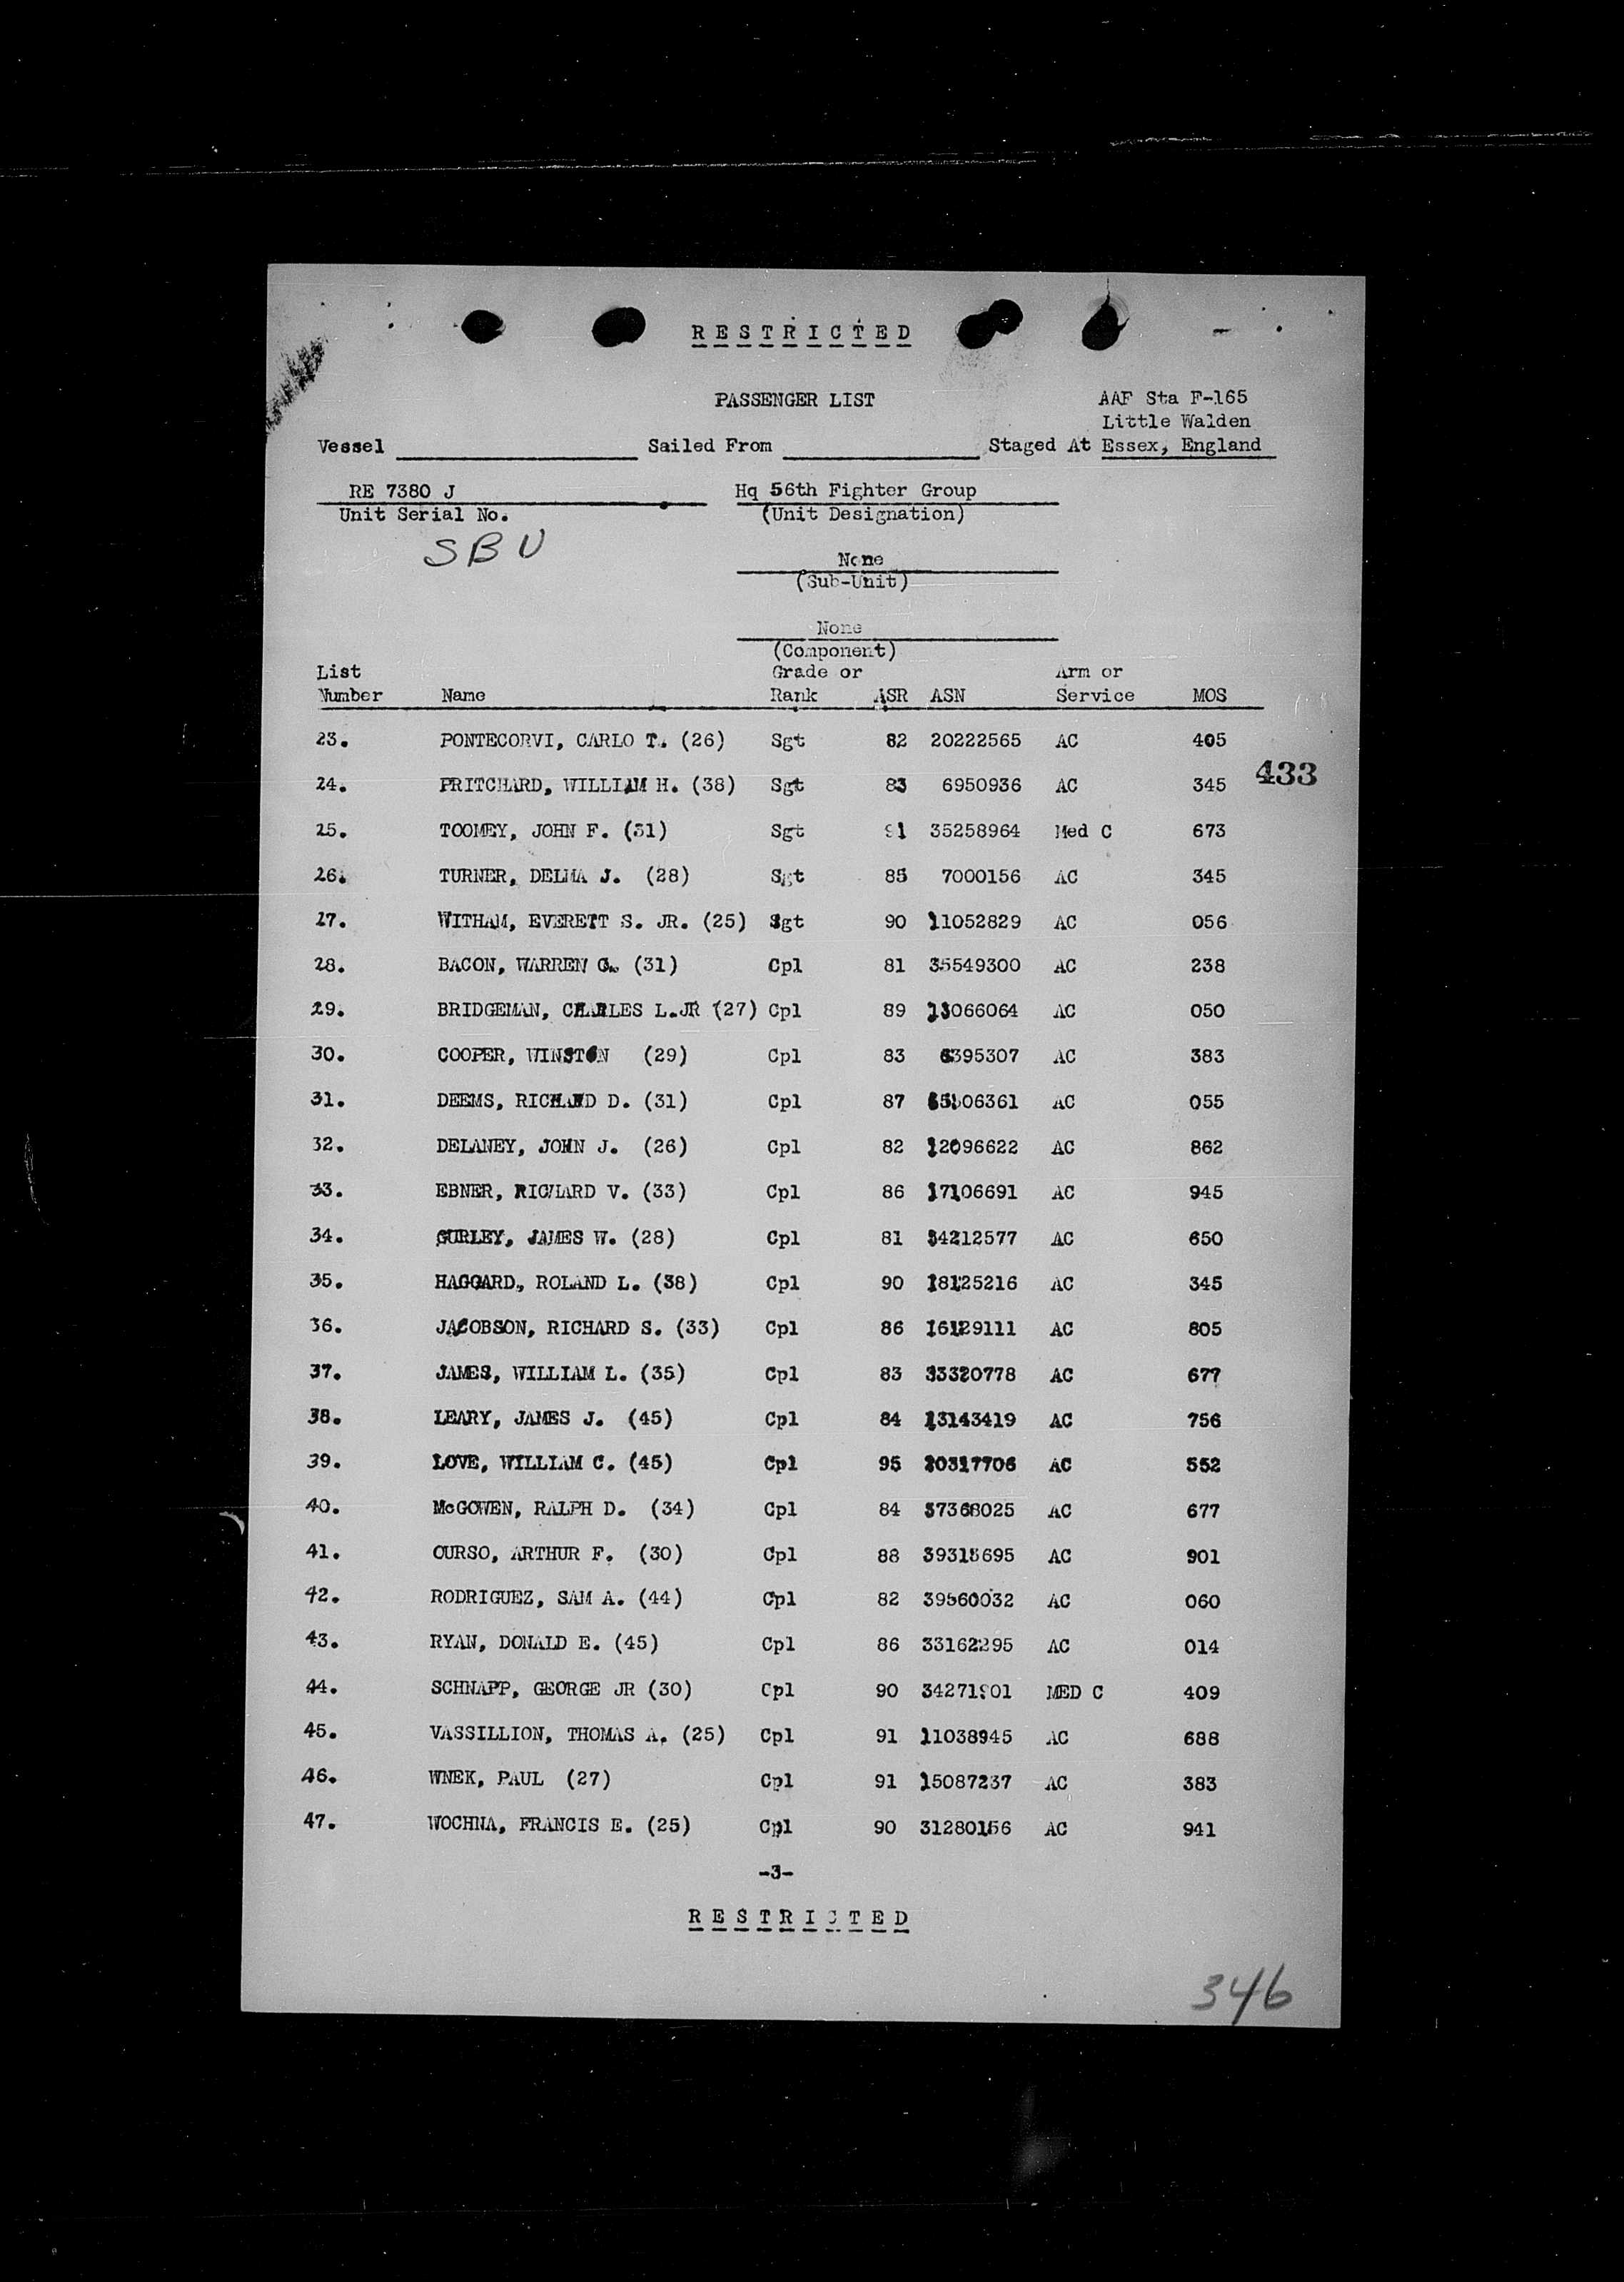 RESTRICTED
PASSENGER LIST
AAF Sta F-165
Little Walden
Vessel Sailed From Staged At Essex, England
RE 7380 J Hq 56th Fighter Group
Unit Serial No. (Unit Designation)
SBU
None
(Sub-Unit)
None
(Component)
List Grade or Arm or
Number Name Rank ASR ASN Service MOS
23. PONTECORVI, CARLO T. (26) Sgt 82 20222565 AC 405
433
24. PRITCHARD, WILLIAM H. (38) Sgt 83 6950936 AC 345
25. TOOMEY, JOHN F. (31) Sgt 91 35258964 Med C 673
26. TURNER, DELMA J. (28) Sgt 85 7000156 AC 345
27. WITHAM, EVERETT S. JR. (25) Sgt 90 11052829 AC 056
28. BACON, WARREN G. (31) Cpl 81 35549300 AC 238
29. BRIDGEMAN, CHARLES L.JR (27) Cpl 89 13066064 AC 050
30. COOPER, WINSTON (29) Cpl 83 6395307 AC 383
31. DEEMS, RICHARD D. (31) Cpl 87 AC 055
32. DELANEY, JOHN J. (26) Cpl 82 12096622 AC 862
33. EBNER, RICHARD V. (33) Cpl 86 17106691 AC 945
34. GURLEY, JAMES W. (28) Cpl 81 34212577 AC 650
35. HAGGARD, ROLAND L. (38) Cpl 90 18125216 AC 345
36. JACOBSON, RICHARD S. (33) Cpl 86 16129111 AC 805
37. JAMES, WILLIAM L. (35) Cpl 83 33320778 AC 677
38. LEARY, JAMES J. (45) Cpl 84 13143419 AC 756
39. LOVE, WILLIAM C. (45) Cpl 95 20317706 AC 552
40. McGOWEN, RALPH D. (34) Cpl 84 37368025 AC 677
41. OURSO, ARTHUR F. (30) Cpl 88 39318695 AC 901
42. RODRIGUEZ, SAM A. (44) Cpl 82 39560032 AC 060
43. RYAN, DONALD E. (45) Cpl 86 33162295 AC 014
44. SCHNAPP, GEORGE JR (30) Cpl 90 34271901 MED C 409
45. VASSILLION, THOMAS A. (25) Cpl 91 11038945 AC 688
46. WNEK, PAUL (27) Cpl 91 15087237 AC 383
47. WOCHNA, FRANCIS E. (25) Cpl 90 31280156 AC 941
-3-
RESTRICTED
346